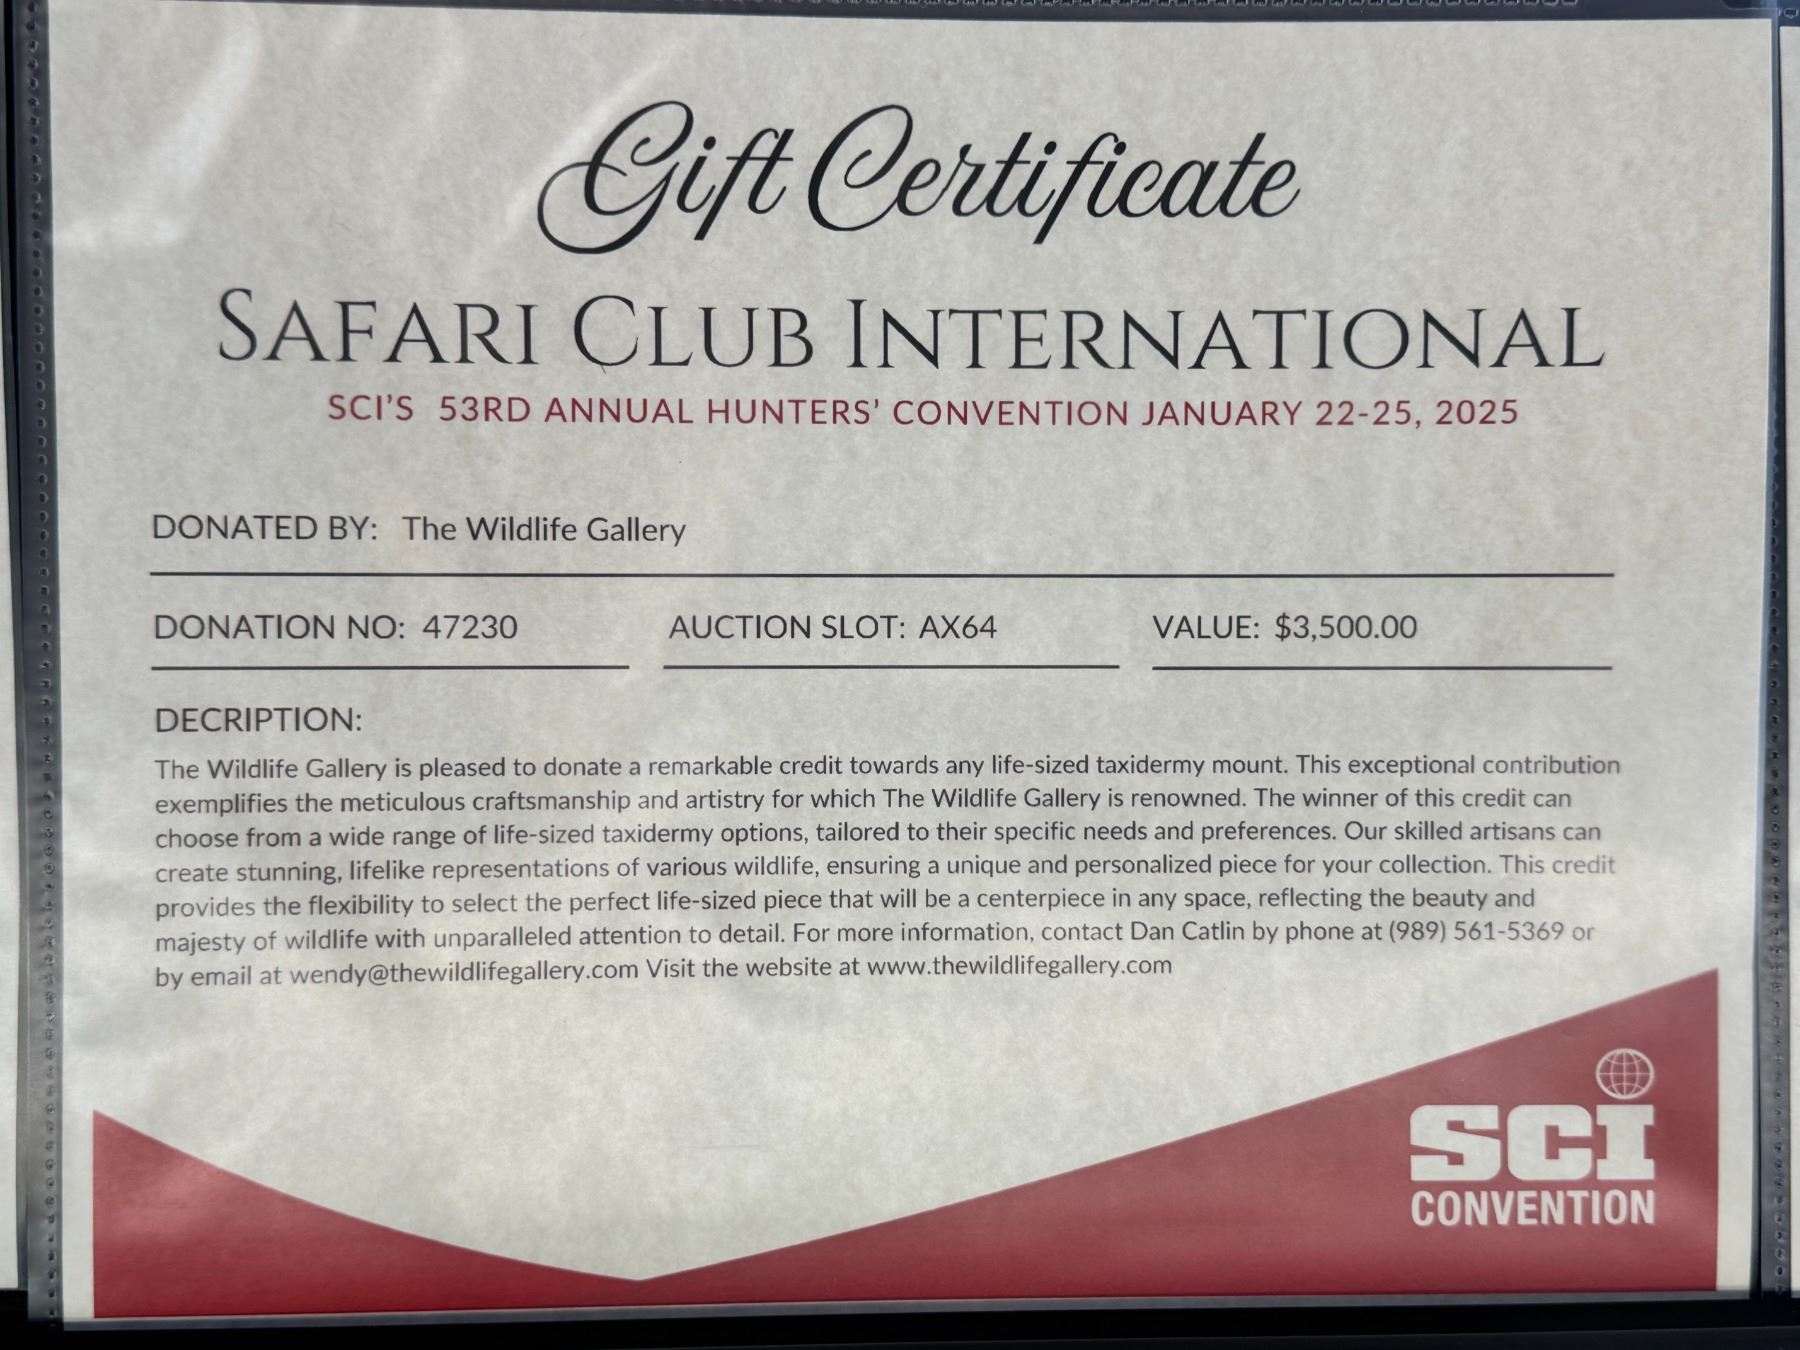 Gift Certificate
SAFARI CLUB INTERNATIONAL
SCI'S 53RD ANNUAL HUNTERS' CONVENTION JANUARY 22-25, 2025
DONATED BY: The Wildlife Gallery
DONATION NO: 47230 AUCTION SLOT: AX64 VALUE: $3,500.00
DECRIPTION:
The Wildlife Gallery is pleased to donate a remarkable credit towards any life-sized taxidermy mount. This exceptional contribution
exemplifies the meticulous craftsmanship and artistry for which The Wildlife Gallery is renowned. The winner of this credit can
choose from a wide range of life-sized taxidermy options, tailored to their specific needs and preferences. Our skilled artisans can
create stunning, lifelike representations of various wildlife, ensuring a unique and personalized piece for your collection. This credit
provides the flexibility to select the perfect life-sized piece that will be a centerpiece in any space, reflecting the beauty and
majesty of wildlife with unparalleled attention to detail. For more information, contact Dan Catlin by phone at (989) 561-5369 or
by email at wendy@thewildlifegallery.com Visit the website at www.thewildlifegallery.com
SCI
CONVENTION